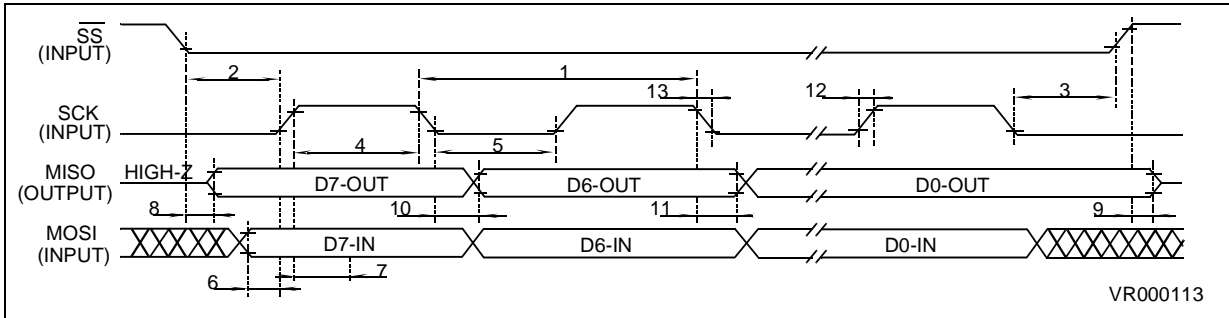 SS
(INPUT)
2
1
13
12
3
SCK
(INPUT)
4
5
MISO
(OUTPUT)
HIGH-Z
D7-OUT
D6-OUT
D0-OUT
8
10
11
9
MOSI
(INPUT)
D7-IN
D6-IN
D0-IN
7
6
VR000113